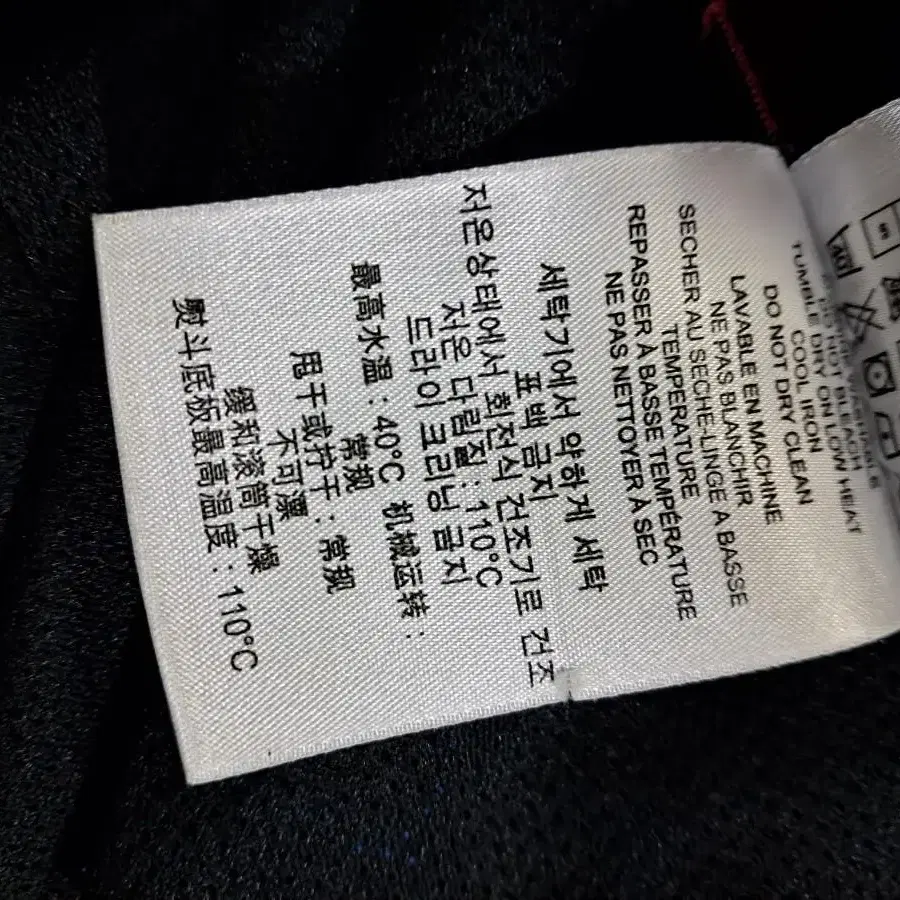 40
DO NOT BLEACH
TUMBLE DRY ON LOW HEAT
COOL IRON
DO NOT DRY CLEAN
LAVABLE EN MACHINE
NE PAS BLANCHIR
SECHER AU SECHE-LINGE A BASSE
TEMPERATURE
REPASSER À BASSE TEMPÉRATURE
NE PAS NETTOYER À SEC
세탁기에서 약하게 세탁
표백 금지
저온상태에서 회전식 건조기로 건조
저온 다림질:110°C
드라이 크리닝 금지
最高水温:40°C 机械运转:
常规
甩干或拧干:常规
不可漂
缓和滚筒干燥
熨斗底板最高温度:110°C